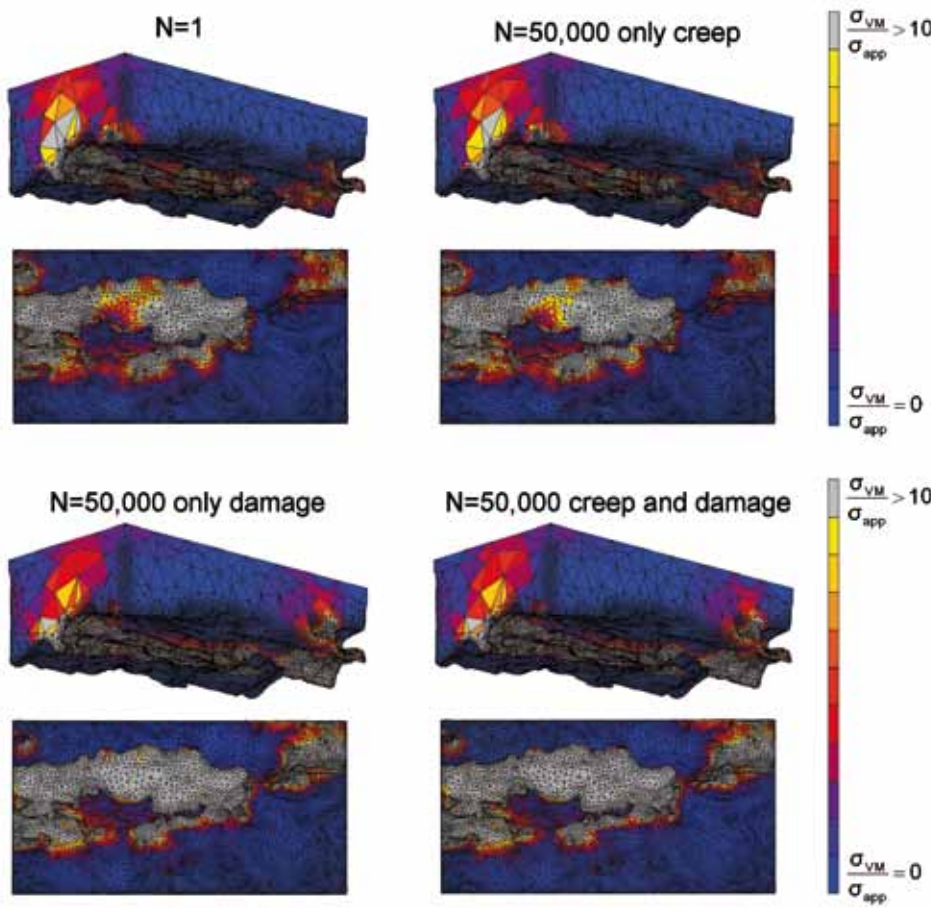 N=1
N=50,000 only creep
σVM/σapp > 10
σVM/σapp = 0
N=50,000 only damage
N=50,000 creep and damage
σVM/σapp > 10
σVM/σapp = 0